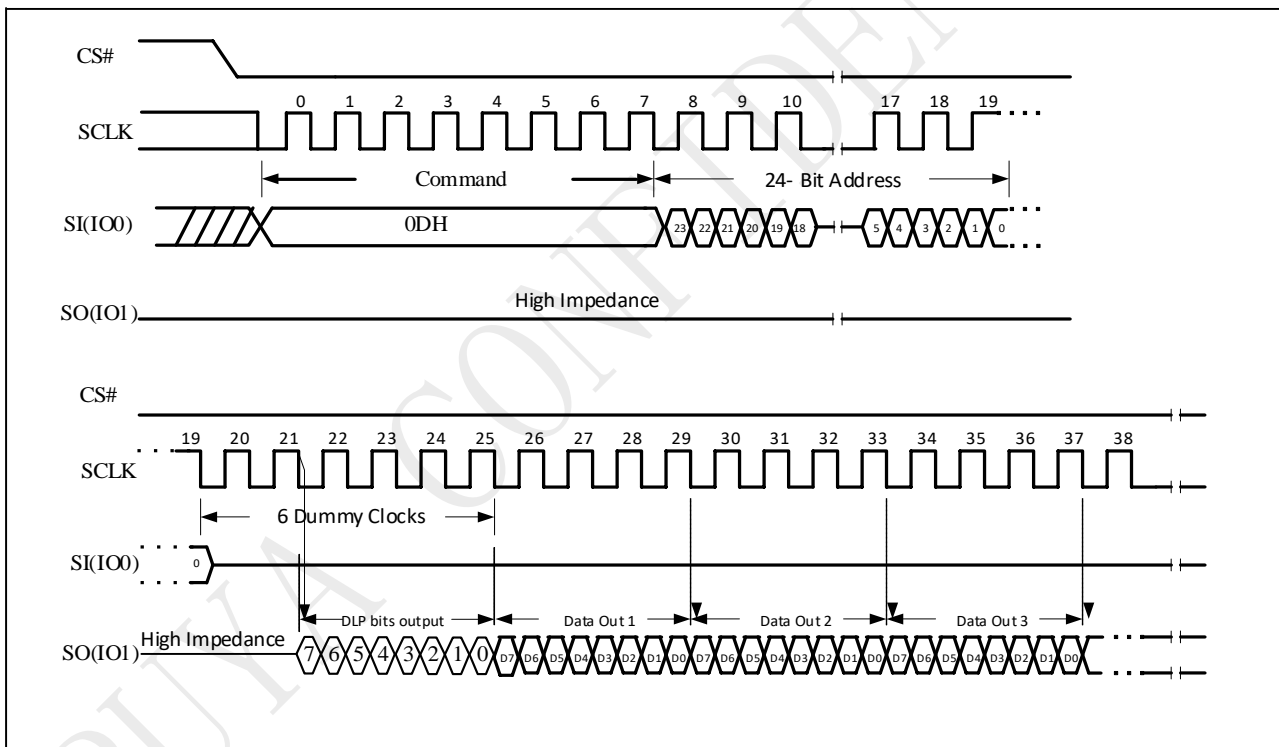 CS#
0 1 2 3 4 5 6 7 8 9 10 17 18 19
SCLK
Command
24- Bit Address
SI(IO0)
0DH
23 22 21 20 19 18 5 4 3 2 1 0
High Impedance
SO(IO1)
CS#
19 20 21 22 23 24 25 26 27 28 29 30 31 32 33 34 35 36 37 38
SCLK
6 Dummy Clocks
SI(IO0)
0
DLP bits output
Data Out 1
Data Out 2
Data Out 3
High Impedance
SO(IO1)
7 6 5 4 3 2 1 0 D7 D6 D5 D4 D3 D2 D1 D0 D7 D6 D5 D4 D3 D2 D1 D0 D7 D6 D5 D4 D3 D2 D1 D0
PUYA CONFIDEN